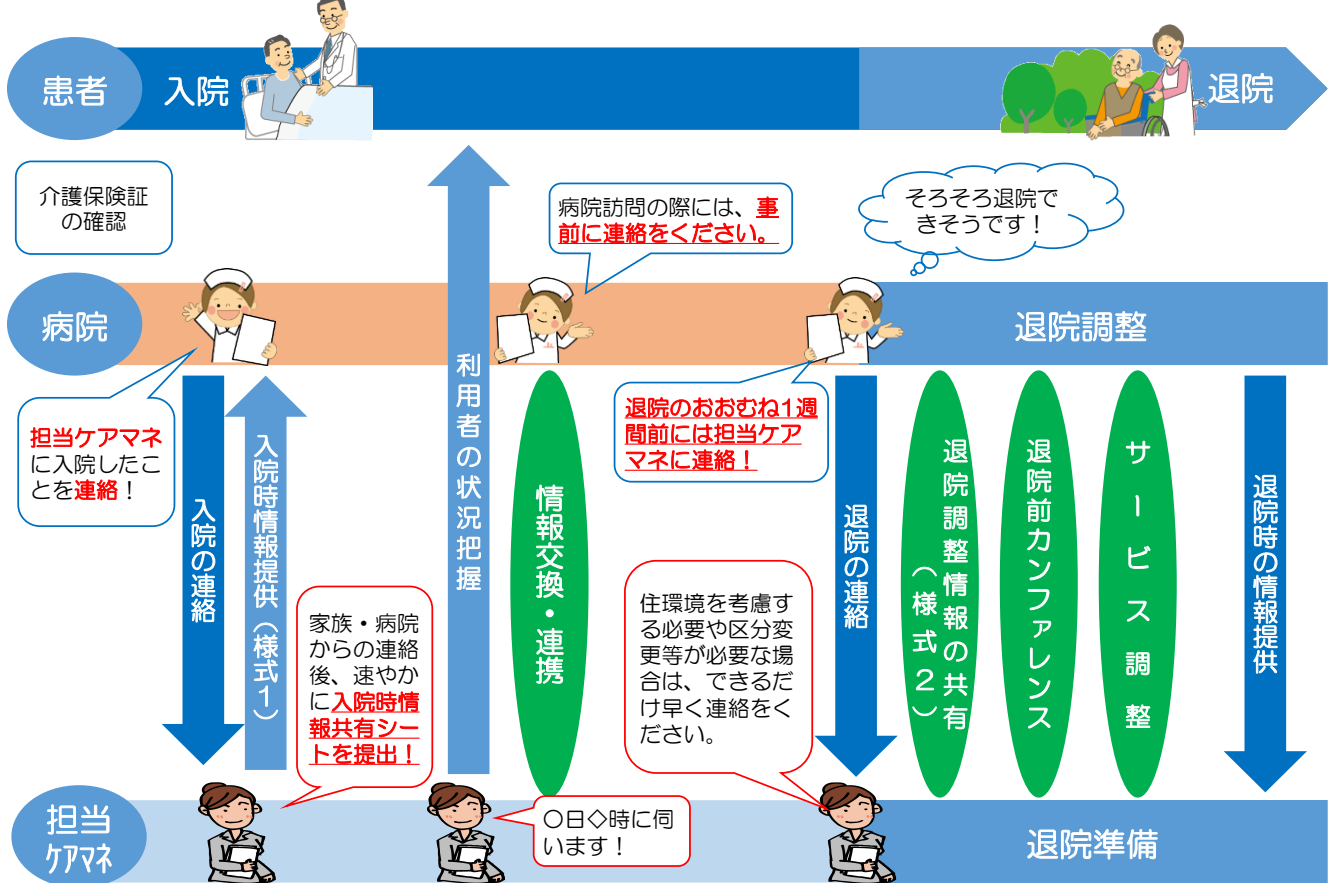 患者
入院
退院
介護保険証
の確認
病院訪問の際には、事
前に連絡をください。
そろそろ退院で
きそうです！
病院
退院調整
担当ケアマネ
に入院したこ
とを連絡！
入院の連絡
入院時情報提供（様式1）
家族・病院
からの連絡
後、速やか
に入院時情
報共有シー
トを提出！
利用者の状況把握
情報交換・連携
退院のおおむね1週
間前には担当ケア
マネに連絡！
住環境を考慮す
る必要や区分変
更等が必要な場
合は、できるだ
け早く連絡をく
ださい。
退院の連絡
退院調整情報の共有
（様式2）
退院前カンファレンス
サービス調整
退院時の情報提供
担当
ケアマネ
〇日◇時に伺
います！
退院準備